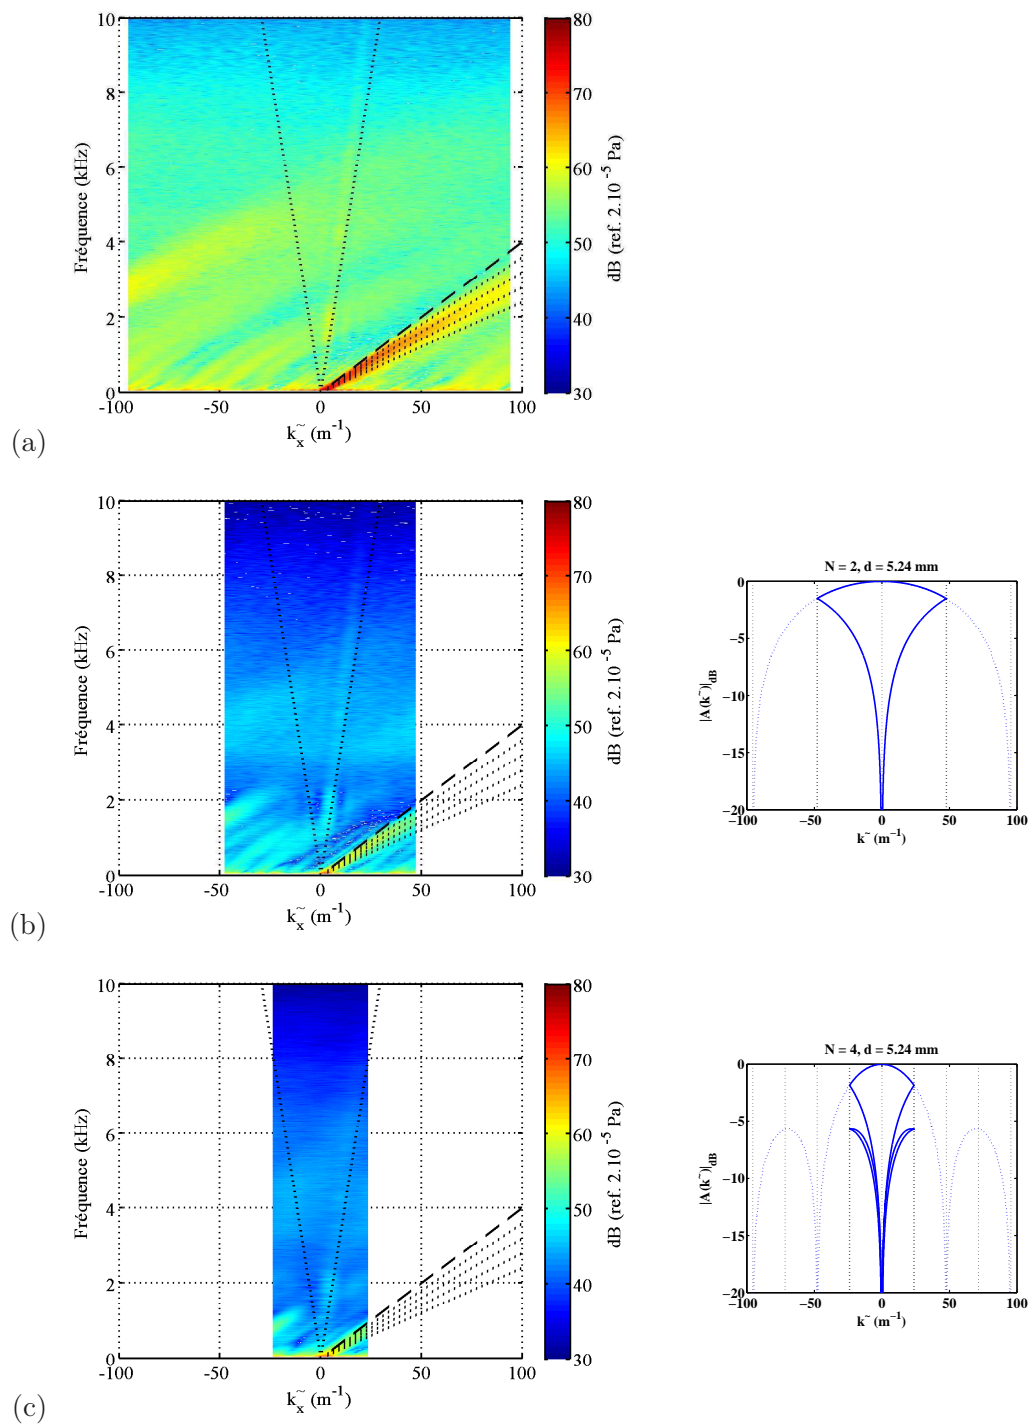 10
8
6
4
2
0
Fréquence (kHz)
-100 -50 0 50 100
k~x (m-1)
80
70
60
50
40
30
dB (ref. 2.10 -5 Pa)
(a)
10
8
6
4
2
0
Fréquence (kHz)
-100 -50 0 50 100
k~x (m-1)
80
70
60
50
40
30
dB (ref. 2.10 -5 Pa)
N = 2, d = 5.24 mm
0
−5
−10
−15
−20
|A(k~)|dB
−100 −50 0 50 100
k~ (m−1)
(b)
10
8
6
4
2
0
Fréquence (kHz)
-100 -50 0 50 100
k~x (m-1)
80
70
60
50
40
30
dB (ref. 2.10 -5 Pa)
N = 4, d = 5.24 mm
0
−5
−10
−15
−20
|A(k~)|dB
−100 −50 0 50 100
k~ (m−1)
(c)